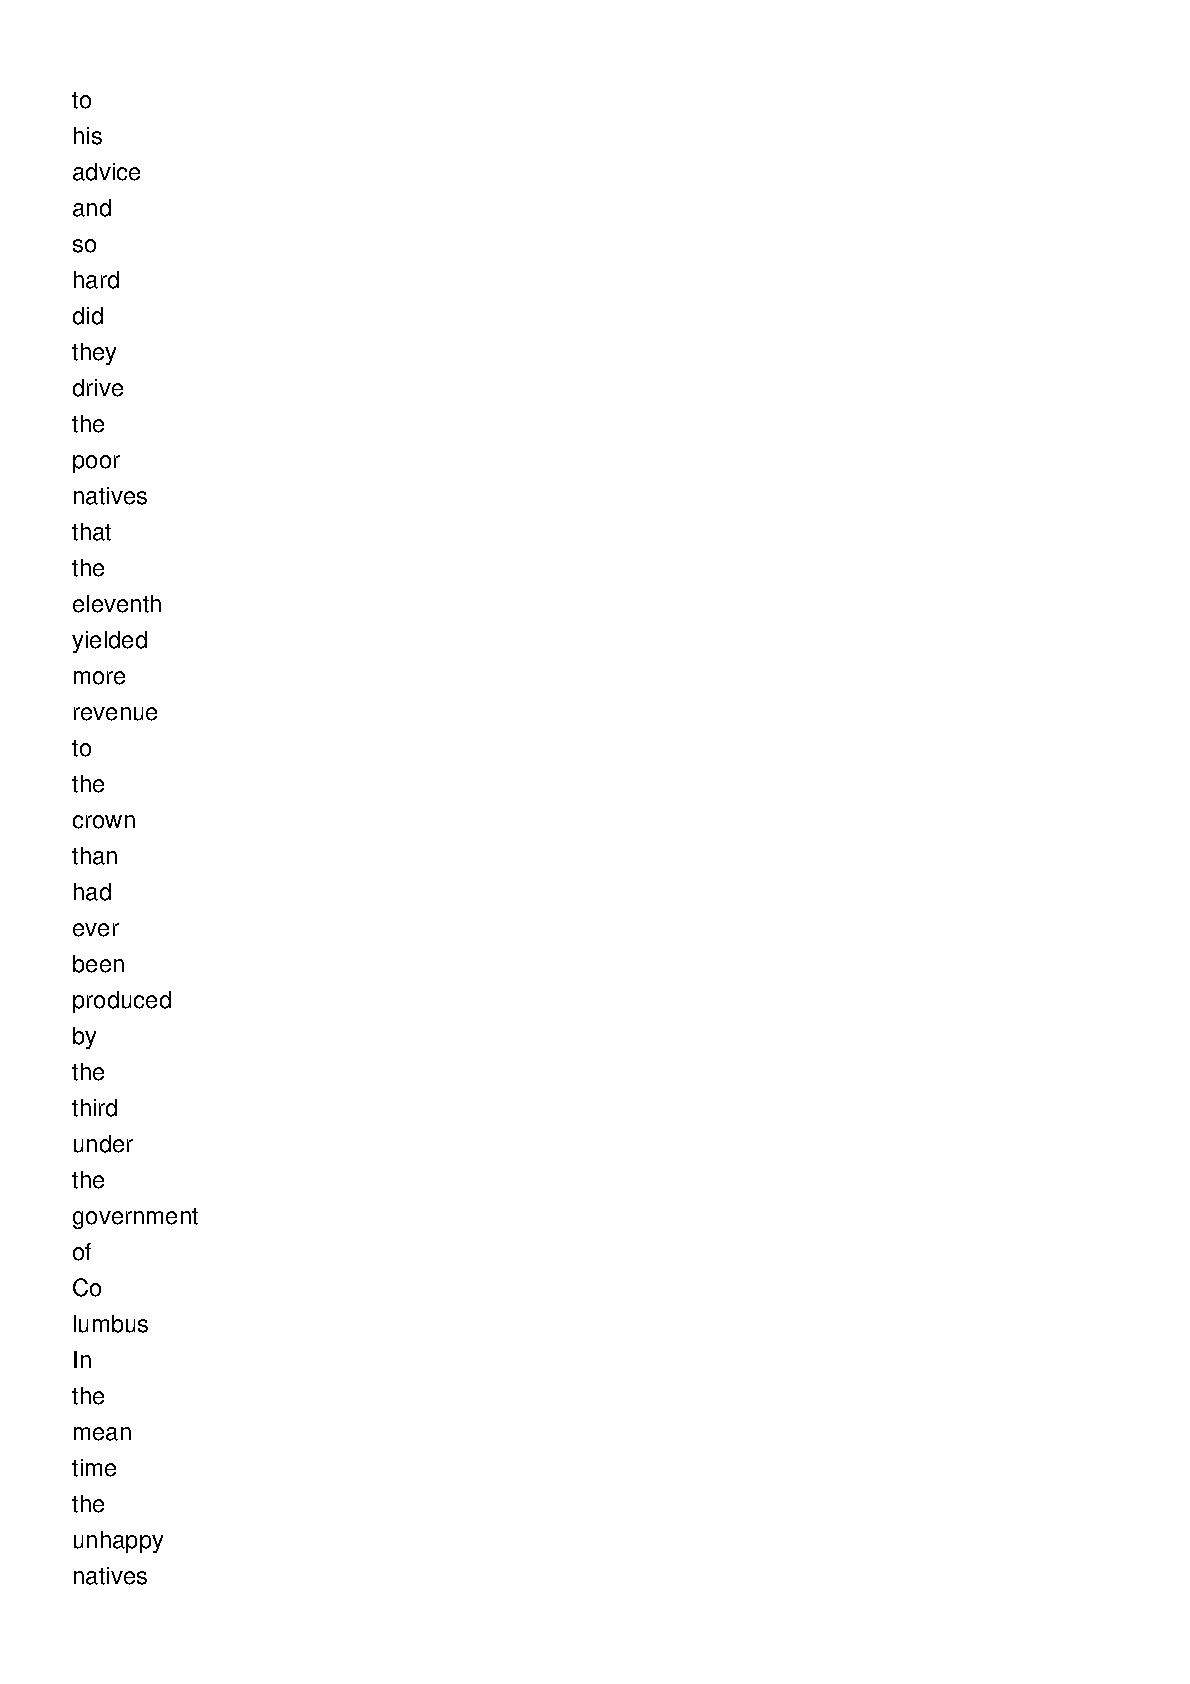 to
his
advice
and
so
hard
did
they
drive
the
poor
natives
that
the
eleventh
yielded
more
revenue
to
the
crown
than
had
ever
been
produced
by
the
third
under
the
government
of
Co
lumbus
In
the
mean
time
the
unhappy
natives